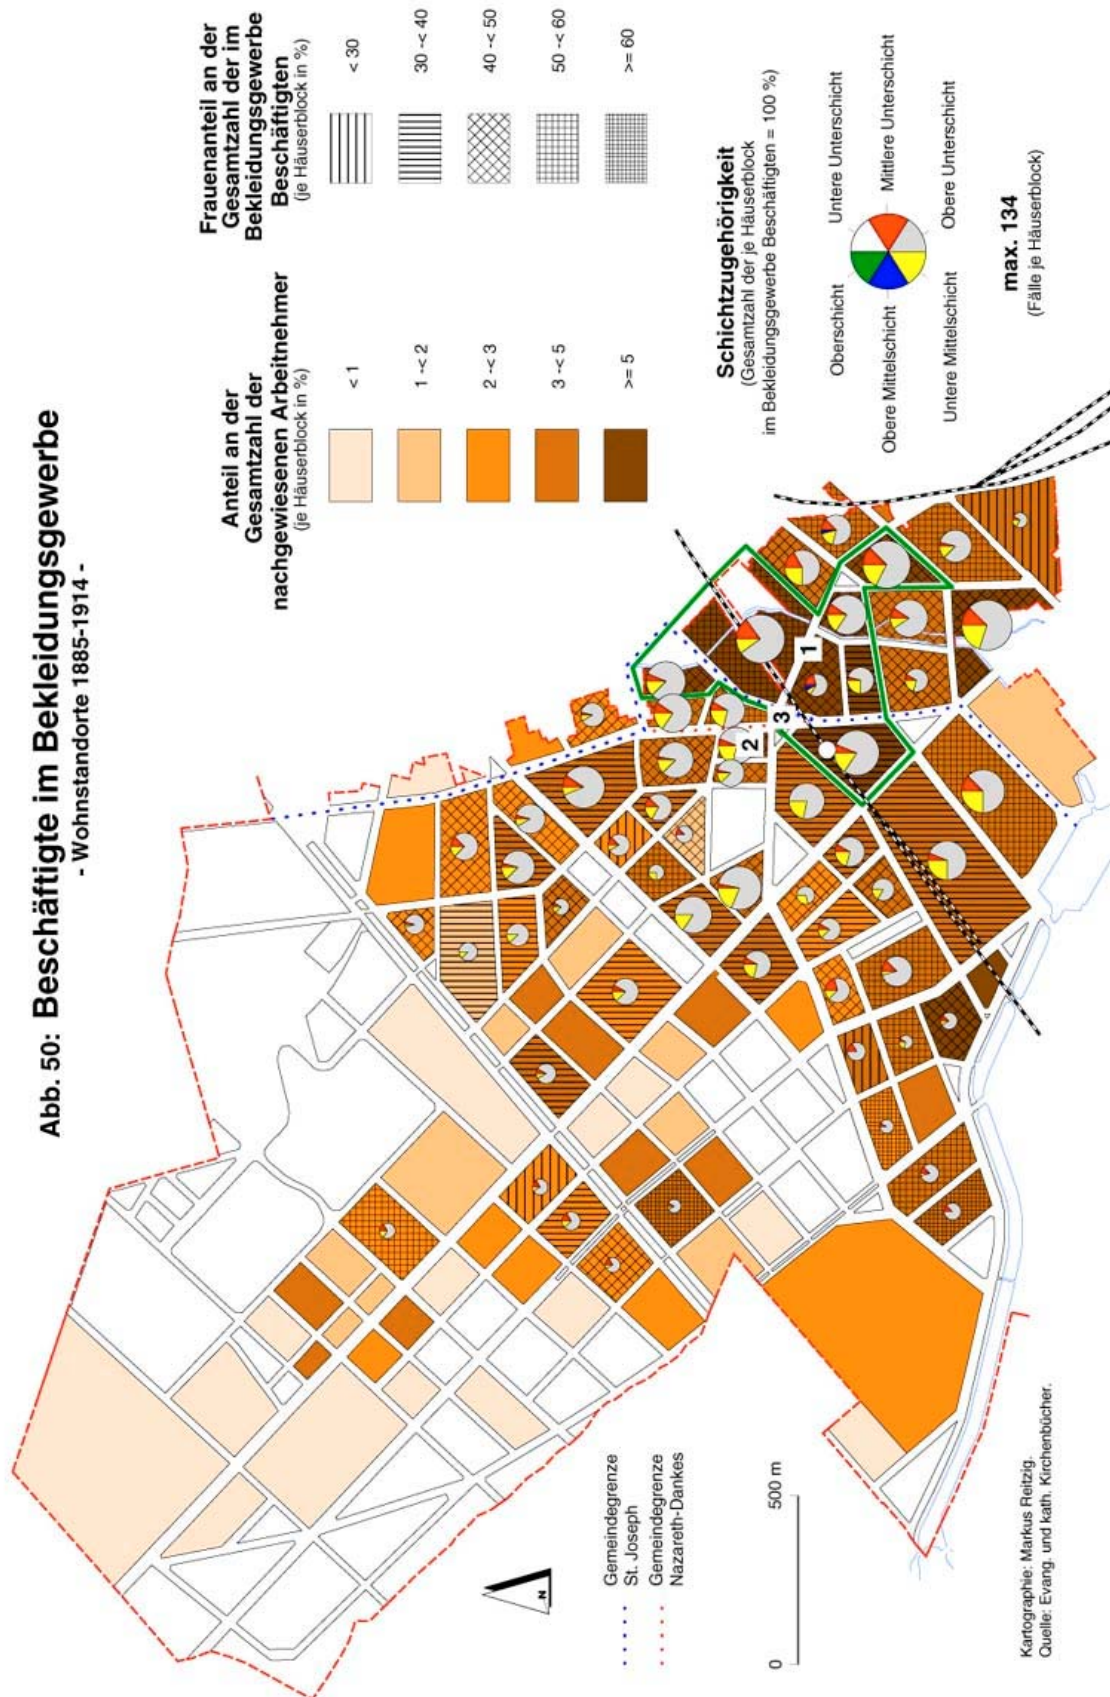 Abb. 50: Beschäftigte im Bekleidungsgewerbe
- Wohnstandorte 1885-1914 -
Anteil an der
Gesamtzahl der
nachgewiesenen Arbeitnehmer
(je Häuserblock in %)
< 1
1 -< 2
2 -< 3
3 -< 5
>= 5
Frauenanteil an der
Gesamtzahl der im
Bekleidungsgewerbe
Beschäftigten
(je Häuserblock in %)
< 30
30 -< 40
40 -< 50
50 -< 60
>= 60
Schichtzugehörigkeit
(Gesamtzahl der je Häuserblock
im Bekleidungsgewerbe Beschäftigten = 100 %)
Oberschicht
Untere Unterschicht
Obere Mittelschicht
Mittlere Unterschicht
Untere Mittelschicht
Obere Unterschicht
max. 134
(Fälle je Häuserblock)
1
2
3
N
Gemeindegrenze
St. Joseph
Gemeindegrenze
Nazareth-Dankes
0
500 m
Kartographie: Markus Reitzig.
Quelle: Evang. und kath. Kirchenbücher.